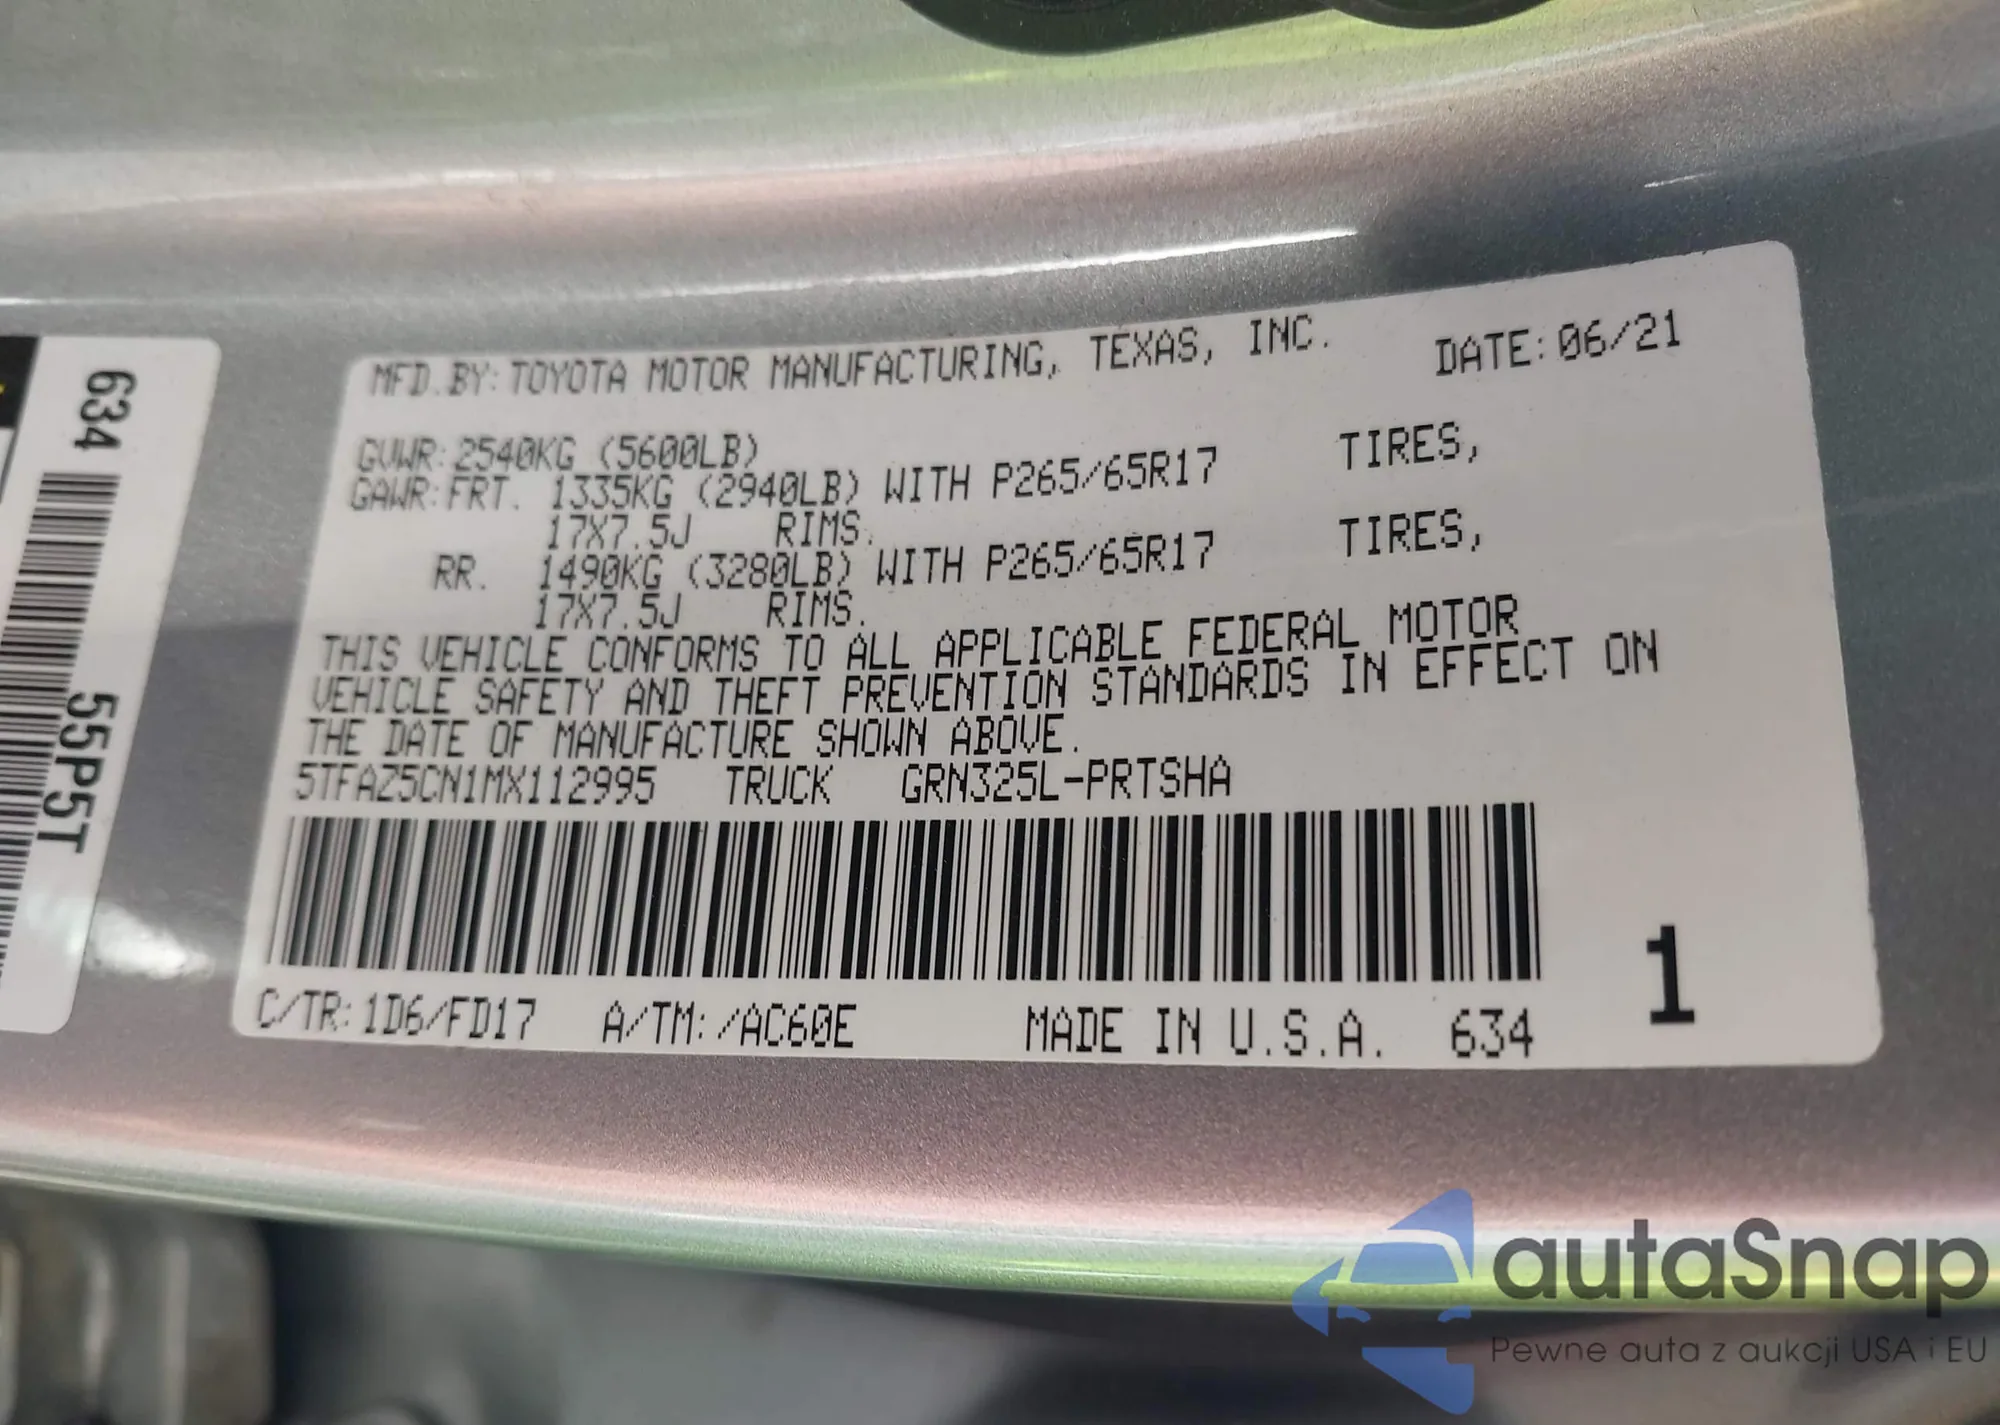 MFD.BY: TOYOTA MOTOR MANUFACTURING, TEXAS, INC. DATE: 06/21
GVWR: 2540KG (5600LB)
GAWR: FRT. 1335KG (2940LB) WITH P265/65R17 TIRES,
17X7.5J RIMS.
RR. 1490KG (3280LB) WITH P265/65R17 TIRES,
17X7.5J RIMS.
THIS VEHICLE CONFORMS TO ALL APPLICABLE FEDERAL MOTOR
VEHICLE SAFETY AND THEFT PREVENTION STANDARDS IN EFFECT ON
THE DATE OF MANUFACTURE SHOWN ABOVE.
5TFAZ5CN1MX112995 TRUCK GRN325L-PRTSHA
C/TR: 1D6/FD17 A/TM: /AC60E MADE IN U.S.A. 634
1
634
55P5T
autaSnap
Pewne auta z aukcji USA i EU